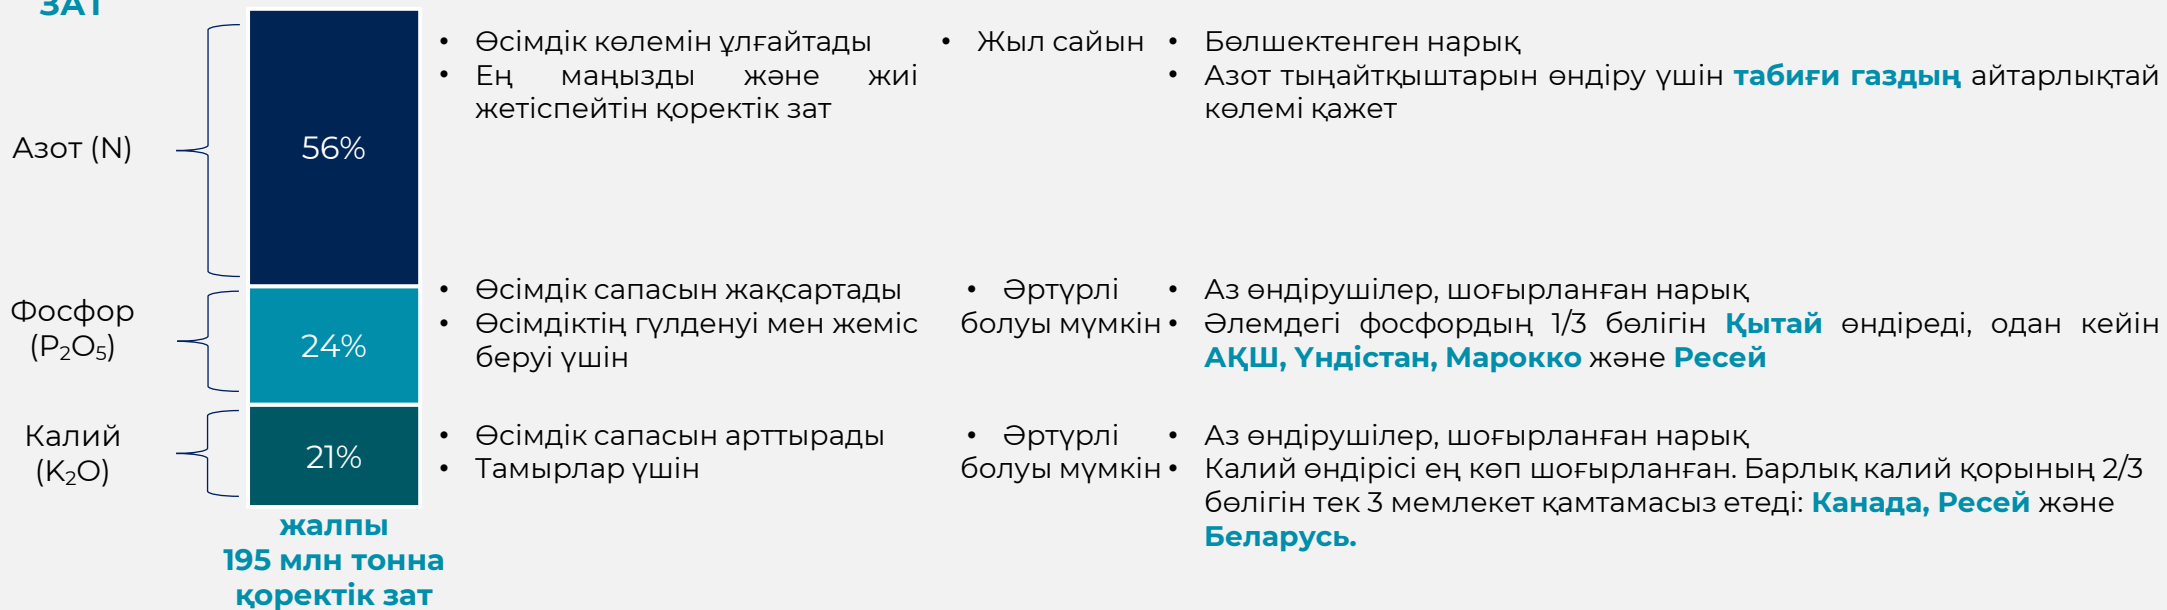 ЗАТ
Азот (N)
56%
• Өсімдік көлемін ұлғайтады
• Ең маңызды және жиі
жетіспейтін қоректік зат
• Жыл сайын
• Бөлшектенген нарық
• Азот тыңайтқыштарын өндіру үшін табиғи газдың айтарлықтай
көлемі қажет
Фосфор
(P₂O₅)
24%
• Өсімдік сапасын жақсартады
• Өсімдіктің гүлденуі мен жеміс
беруі үшін
• Әртүрлі
болуы мүмкін
• Аз өндірушілер, шоғырланған нарық
• Әлемдегі фосфордың 1/3 бөлігін Қытай өндіреді, одан кейін
АҚШ, Үндістан, Марокко және Ресей
Калий
(K₂O)
21%
• Өсімдік сапасын арттырады
• Тамырлар үшін
• Әртүрлі
болуы мүмкін
• Аз өндірушілер, шоғырланған нарық
• Калий өндірісі ең көп шоғырланған. Барлық калий қорының 2/3
бөлігін тек 3 мемлекет қамтамасыз етеді: Канада, Ресей және
Беларусь.
жалпы
195 млн тонна
қоректік зат